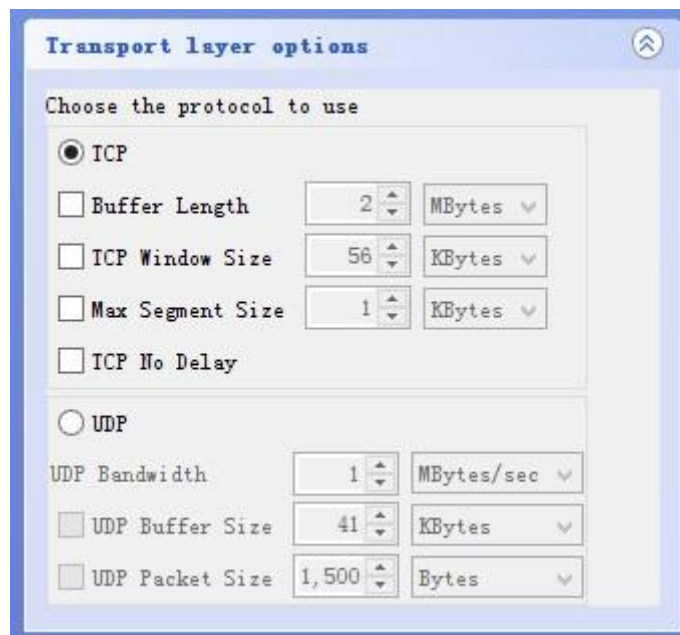 Transport layer options
Choose the protocol to use
TCP
Buffer Length 2 MBytes
TCP Window Size 56 KBytes
Max Segment Size 1 KBytes
TCP No Delay
UDP
UDP Bandwidth 1 MBytes/sec
UDP Buffer Size 41 KBytes
UDP Packet Size 1,500 Bytes